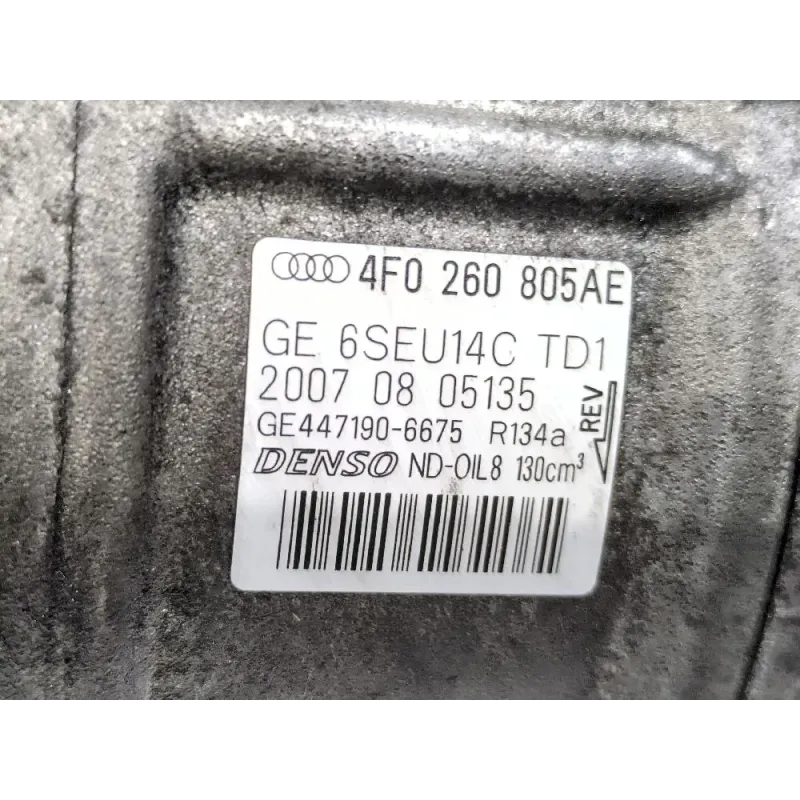 4F0 260 805AE
GE 6SEU14C TD1
2007 08 05135
GE447190-6675 R134a
REV
DENSO ND-OIL8 130cm³